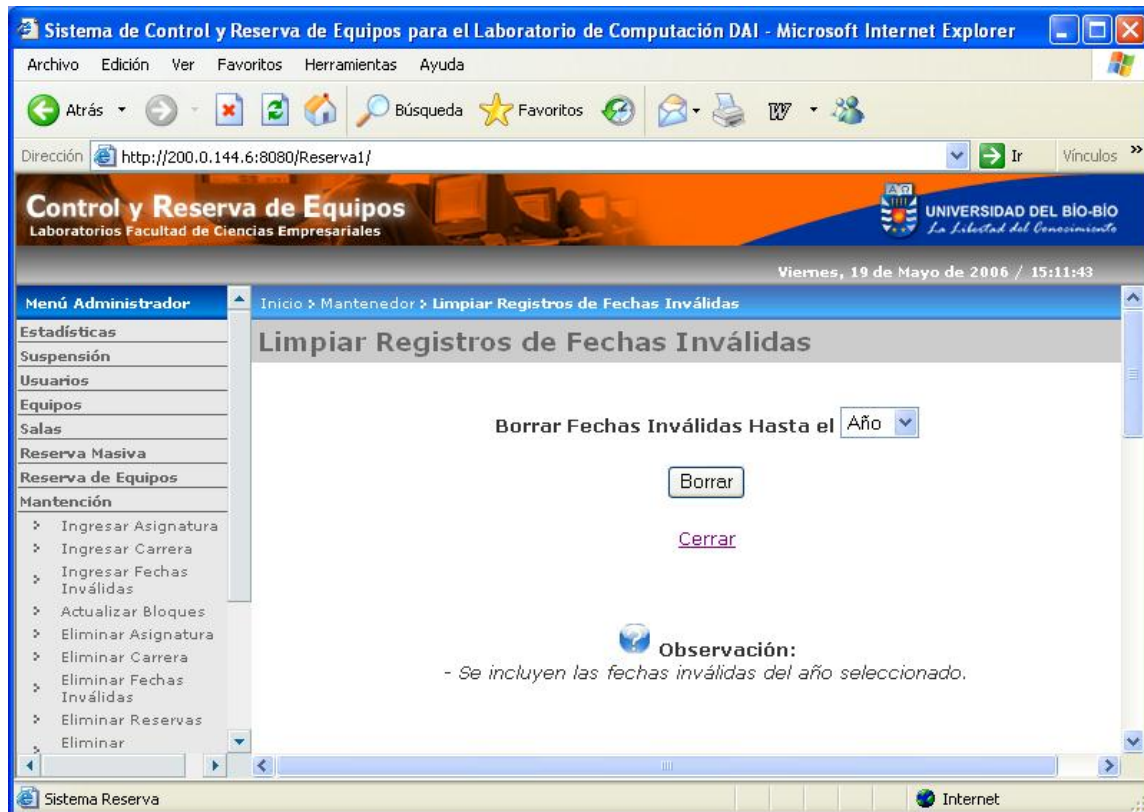 Sistema de Control y Reserva de Equipos para el Laboratorio de Computación DAI - Microsoft Internet Explorer
Archivo Edición Ver Favoritos Herramientas Ayuda
Atrás Búsqueda Favoritos
Dirección http://200.0.144.6:8080/Reserva1/ Ir Vínculos »
Control y Reserva de Equipos
Laboratorios Facultad de Ciencias Empresariales
UNIVERSIDAD DEL BÍO-BÍO
La Libertad del Conocimiento
Viernes, 19 de Mayo de 2006 / 15:11:43
Menú Administrador
Estadísticas
Suspensión
Usuarios
Equipos
Salas
Reserva Masiva
Reserva de Equipos
Mantención
Ingresar Asignatura
Ingresar Carrera
Ingresar Fechas
Inválidas
Actualizar Bloques
Eliminar Asignatura
Eliminar Carrera
Eliminar Fechas
Inválidas
Eliminar Reservas
Eliminar
Inicio > Mantenedor > Limpiar Registros de Fechas Inválidas
Limpiar Registros de Fechas Inválidas
Borrar Fechas Inválidas Hasta el Año
Borrar
Cerrar
Observación:
- Se incluyen las fechas inválidas del año seleccionado.
Sistema Reserva Internet